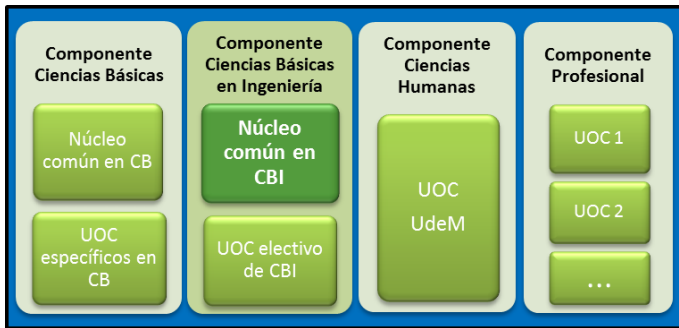 Componente
Ciencias Básicas
Núcleo
común en CB
UOC
específicos en
CB
Componente
Ciencias Básicas
en Ingeniería
Núcleo
común en
CBI
UOC electivo
de CBI
Componente
Ciencias
Humanas
UOC
UdeM
Componente
Profesional
UOC 1
UOC 2
...